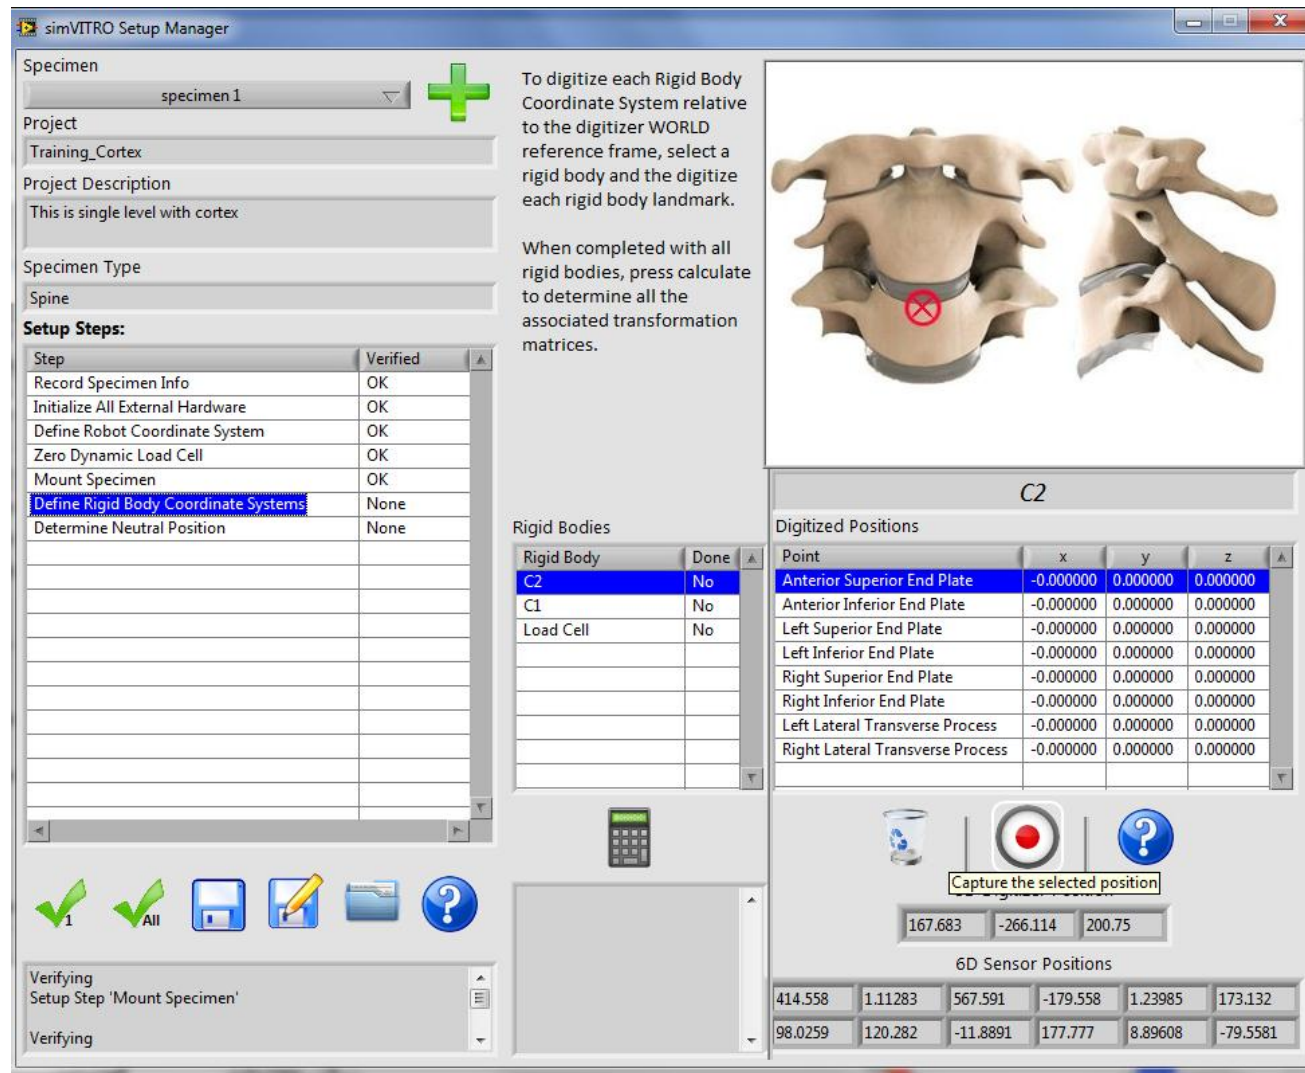 simVITRO Setup Manager
Specimen
specimen 1
Project
Training_Cortex
Project Description
This is single level with cortex
Specimen Type
Spine
Setup Steps:
Step Verified
Record Specimen Info OK
Initialize All External Hardware OK
Define Robot Coordinate System OK
Zero Dynamic Load Cell OK
Mount Specimen OK
Define Rigid Body Coordinate Systems None
Determine Neutral Position None
1
All
Verifying
Setup Step 'Mount Specimen'
Verifying
To digitize each Rigid Body
Coordinate System relative
to the digitizer WORLD
reference frame, select a
rigid body and the digitize
each rigid body landmark.
When completed with all
rigid bodies, press calculate
to determine all the
associated transformation
matrices.
Rigid Bodies
Rigid Body Done
C2 No
C1 No
Load Cell No
C2
Digitized Positions
Point x y z
Anterior Superior End Plate -0.000000 0.000000 0.000000
Anterior Inferior End Plate -0.000000 0.000000 0.000000
Left Superior End Plate -0.000000 0.000000 0.000000
Left Inferior End Plate -0.000000 0.000000 0.000000
Right Superior End Plate -0.000000 0.000000 0.000000
Right Inferior End Plate -0.000000 0.000000 0.000000
Left Lateral Transverse Process -0.000000 0.000000 0.000000
Right Lateral Transverse Process -0.000000 0.000000 0.000000
Capture the selected position
167.683 -266.114 200.75
6D Sensor Positions
414.558 1.11283 567.591 -179.558 1.23985 173.132
98.0259 120.282 -11.8891 177.777 8.89608 -79.5581